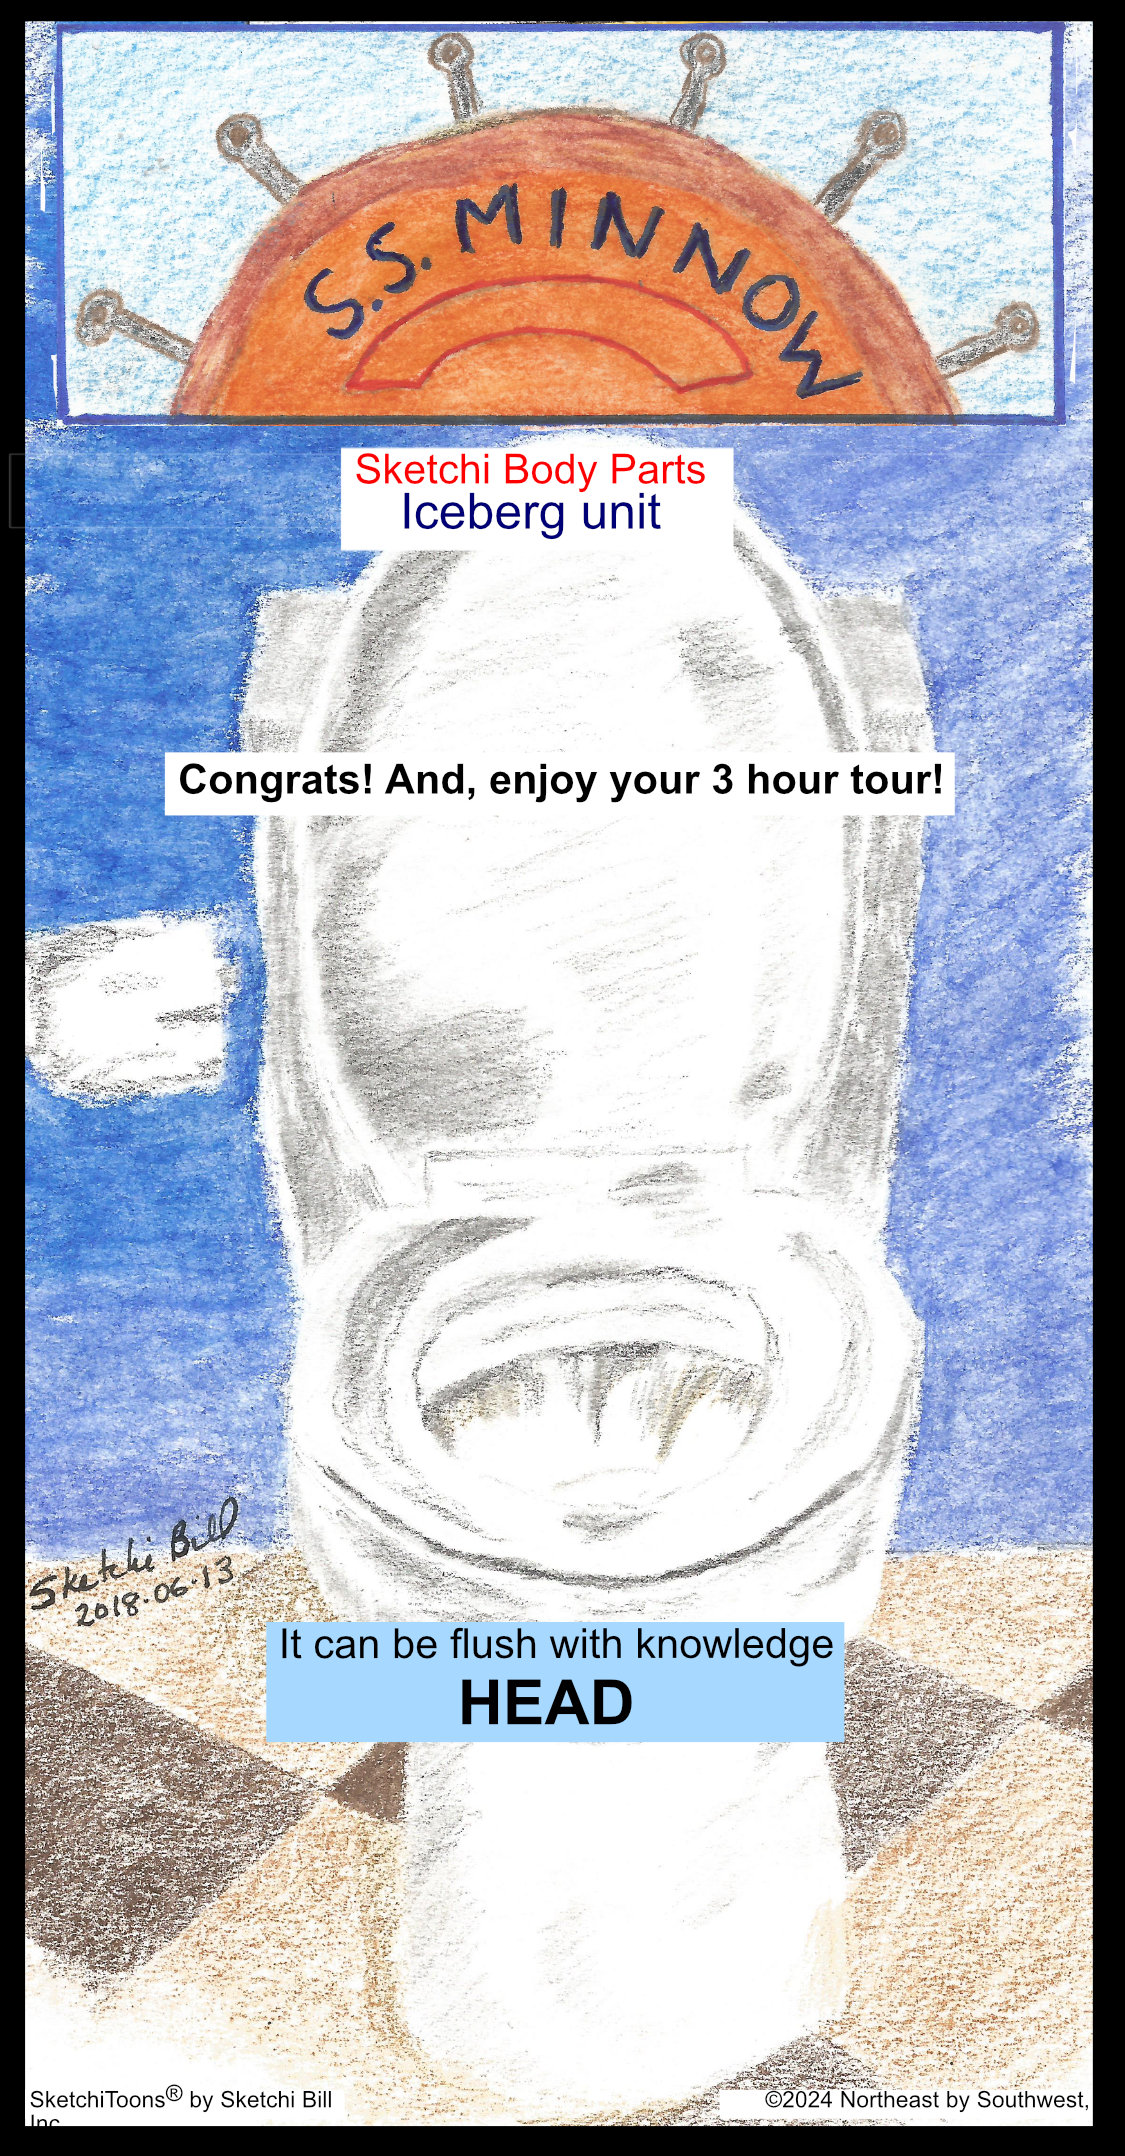 S.S. MINNOW
Sketchi Body Parts
Iceberg unit
Congrats! And, enjoy your 3 hour tour!
Sketchi Bill
2018.06.13
It can be flush with knowledge
HEAD
SketchiToons® by Sketchi Bill
©2024 Northeast by Southwest,
Inc